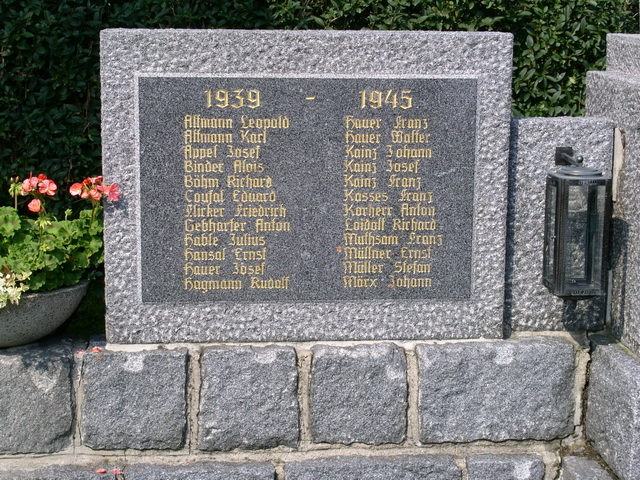 1939 - 1945
Altmann Leopold
Altmann Karl
Appel Josef
Binder Alois
Böhm Richard
Coufal Eduard
Flicker Friedrich
Gebharter Anton
Hable Julius
Hansal Ernst
Hauer Josef
Hagmann Rudolf
Hauer Franz
Hauer Walter
Kainz Johann
Kainz Josef
Kainz Franz
Kosses Franz
Korherr Anton
Loidolt Richard
Muthsam Franz
Müllner Ernst
Müller Stefan
Mörx Johann